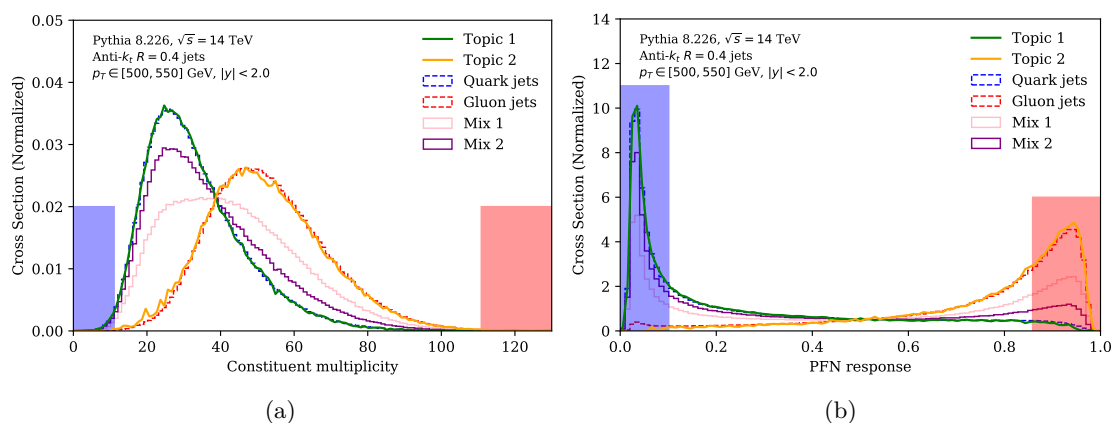 0.05
0.04
0.03
0.02
0.01
0.00
Cross Section (Normalized)
Pythia 8.226, √s = 14 TeV
Anti-k_t R = 0.4 jets
p_T ∈ [500, 550] GeV, |y| < 2.0
Topic 1
Topic 2
Quark jets
Gluon jets
Mix 1
Mix 2
0 20 40 60 80 100 120
Constituent multiplicity
(a)
14
12
10
8
6
4
2
0
Cross Section (Normalized)
Pythia 8.226, √s = 14 TeV
Anti-k_t R = 0.4 jets
p_T ∈ [500, 550] GeV, |y| < 2.0
Topic 1
Topic 2
Quark jets
Gluon jets
Mix 1
Mix 2
0.0 0.2 0.4 0.6 0.8 1.0
PFN response
(b)